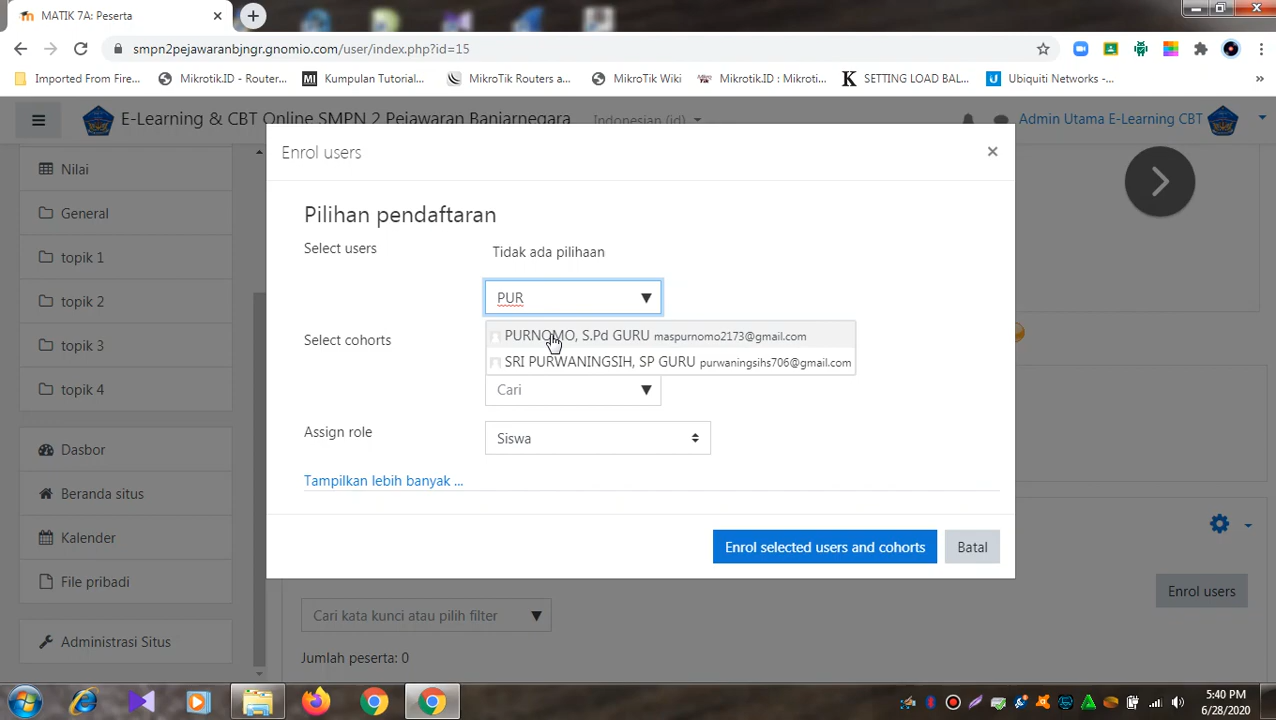 MATIK 7A: Peserta
smpn2pejawaranbjngr.gnomio.com/user/index.php?id=15
Imported From Fire... Mikrotik.ID - Router... Kumpulan Tutorial... MikroTik Routers a... MikroTik Wiki Mikrotik.ID : Mikroti... SETTING LOAD BAL... Ubiquiti Networks -... »
E-Learning & CBT Online SMPN 2 Pejawaran Banjarnegara Indonesian (id) Admin Utama E-Learning CBT
Enrol users
Nilai
General
topik 1
topik 2
topik 3
topik 4
Dasbor
Beranda situs
Kalender
File pribadi
Administrasi Situs
Pilihan pendaftaran
Select users Tidak ada pilihaan
PUR
PURNOMO, S.Pd GURU maspurnomo2173@gmail.com
SRI PURWANINGSIH, SP GURU purwaningsihs706@gmail.com
Select cohorts
Cari
Assign role Siswa
Tampilkan lebih banyak ...
Enrol selected users and cohorts Batal
Enrol users
Cari kata kunci atau pilih filter
Jumlah peserta: 0
5:40 PM
6/28/2020